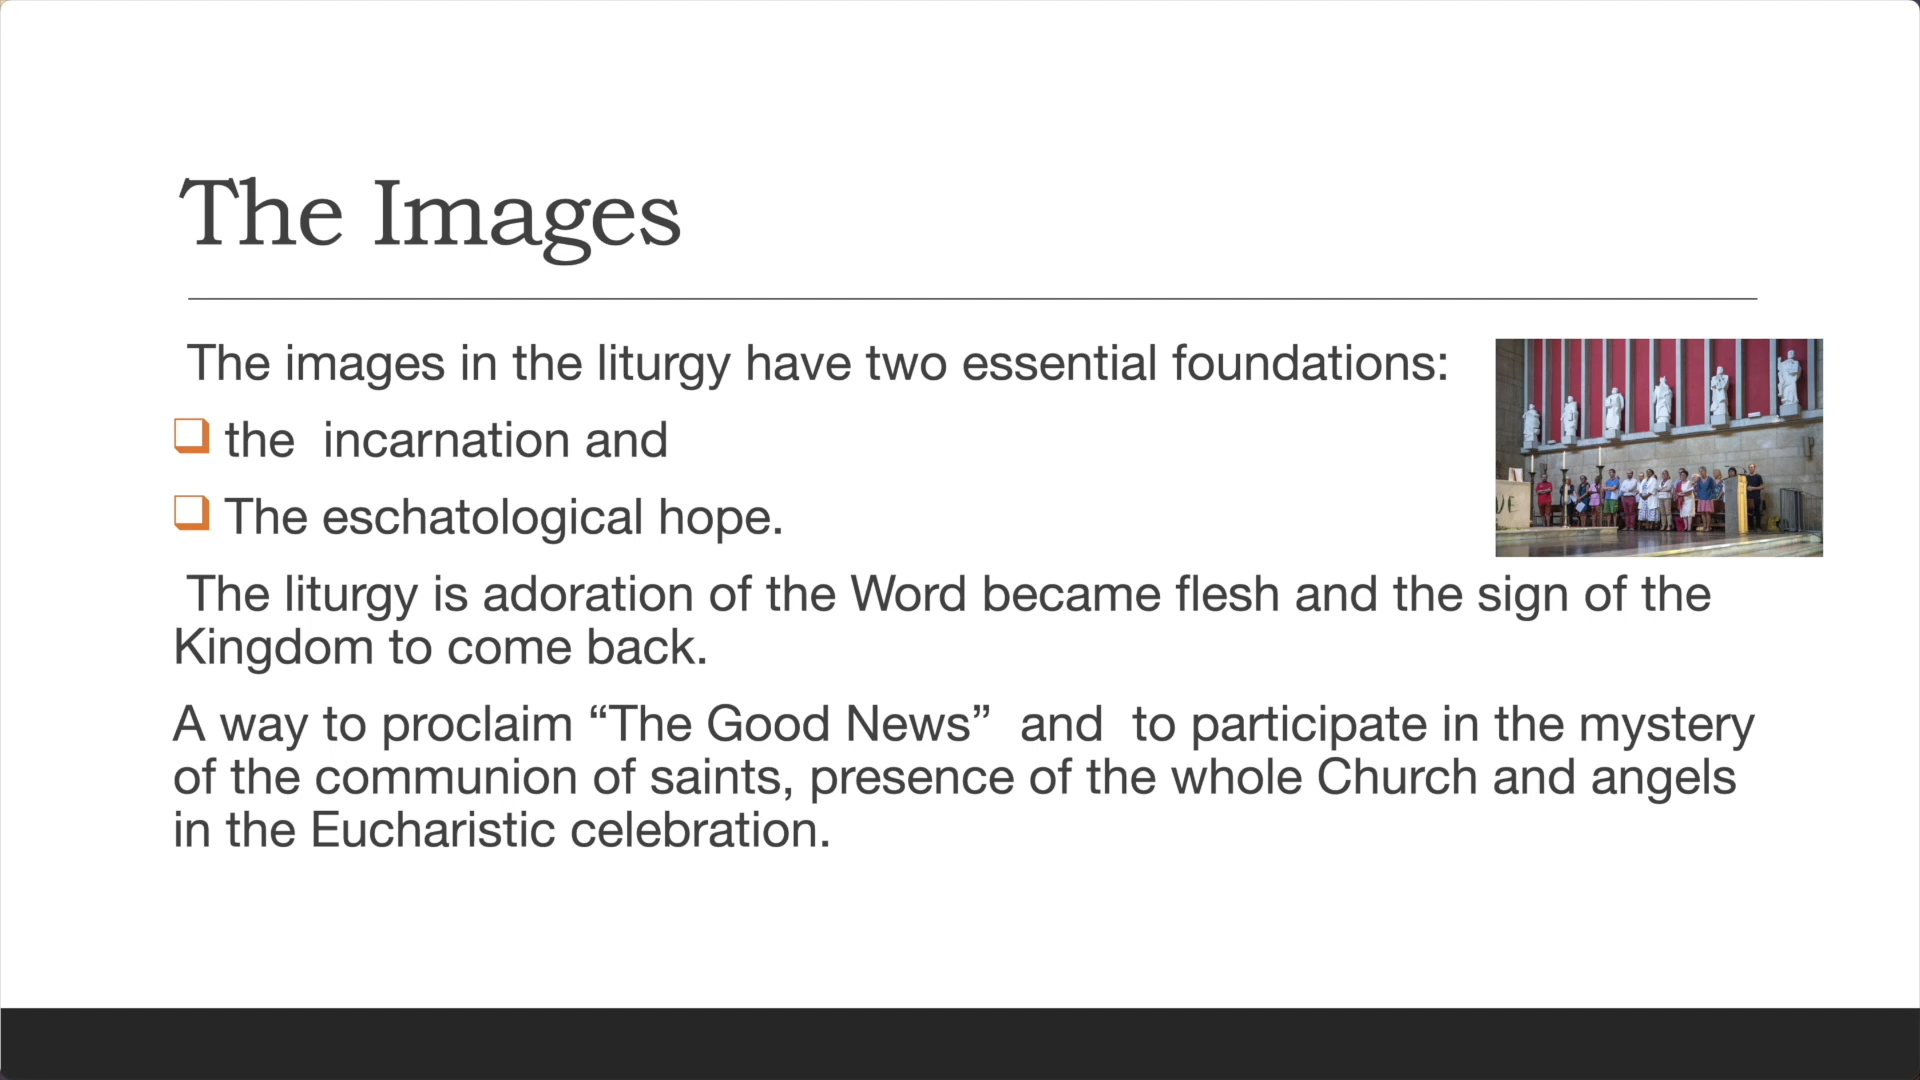 The Images
The images in the liturgy have two essential foundations:
the  incarnation and
The eschatological hope.
The liturgy is adoration of the Word became flesh and the sign of the
Kingdom to come back.
A way to proclaim “The Good News”  and  to participate in the mystery
of the communion of saints, presence of the whole Church and angels
in the Eucharistic celebration.